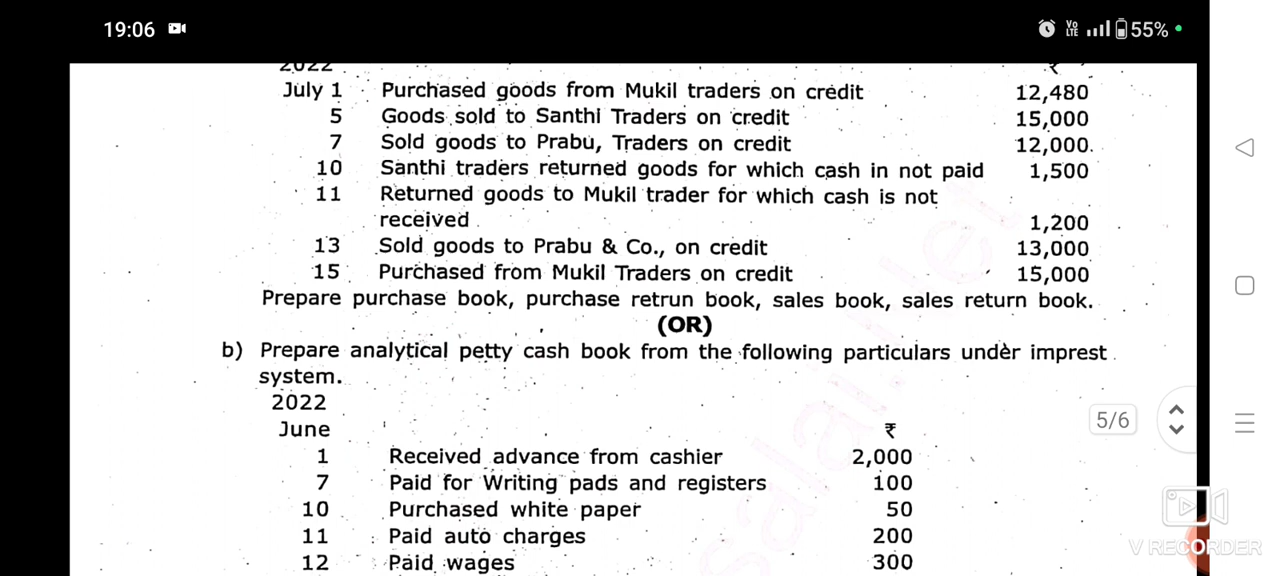 19:06
Vo LTE 55%
2022 ₹
July 1 Purchased goods from Mukil traders on credit 12,480
5 Goods sold to Santhi Traders on credit 15,000
7 Sold goods to Prabu, Traders on credit 12,000.
10 Santhi traders returned goods for which cash in not paid 1,500
11 Returned goods to Mukil trader for which cash is not
received 1,200
13 Sold goods to Prabu & Co., on credit 13,000
15 Purchased from Mukil Traders on credit 15,000
Prepare purchase book, purchase retrun book, sales book, sales return book.
(OR)
b) Prepare analytical petty cash book from the following particulars under imprest
system.
2022
June ₹
5/6
1 Received advance from cashier 2,000
7 Paid for Writing pads and registers 100
10 Purchased white paper 50
11 Paid auto charges 200
12 Paid wages 300
V RECORDER